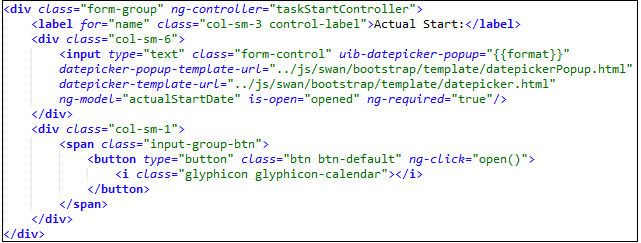 <div class="form-group" ng-controller="taskStartController">
<label for="name" class="col-sm-3 control-label">Actual Start:</label>
<div class="col-sm-6">
<input type="text" class="form-control" uib-datepicker-popup="{{format}}"
datepicker-popup-template-url="../js/swan/bootstrap/template/datepickerPopup.html"
datepicker-template-url="../js/swan/bootstrap/template/datepicker.html"
ng-model="actualStartDate" is-open="opened" ng-required="true"/>
</div>
<div class="col-sm-1">
<span class="input-group-btn">
<button type="button" class="btn btn-default" ng-click="open()">
<i class="glyphicon glyphicon-calendar"></i>
</button>
</span>
</div>
</div>